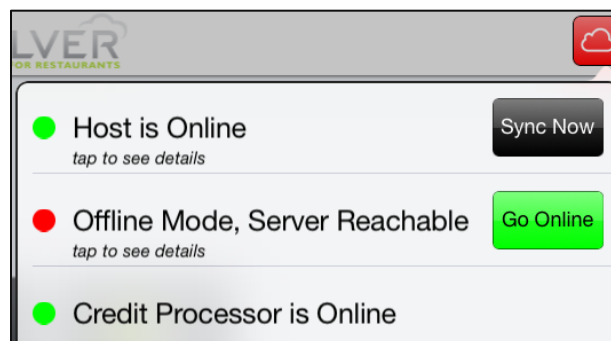 LVER
OR RESTAURANTS
Host is Online
Sync Now
tap to see details
Offline Mode, Server Reachable
Go Online
tap to see details
Credit Processor is Online